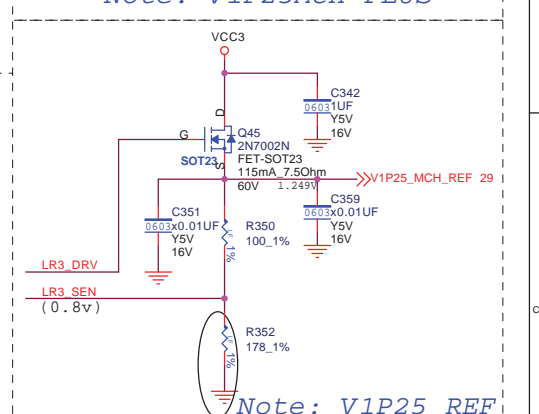 Note: V1P25MCH PLUS
VCC3
C342
0603
1UF
Y5V
16V
D
G
S
Q45
2N7002N
SOT23
FET-SOT23
115mA_7.5Ohm
60V
1.249V
V1P25_MCH_REF 29
C351
0603
x0.01UF
Y5V
16V
R350
100_1%
1%
C359
0603
x0.01UF
Y5V
16V
LR3_DRV
LR3_SEN
(0.8v)
R352
178_1%
1%
Note: V1P25 REF
C